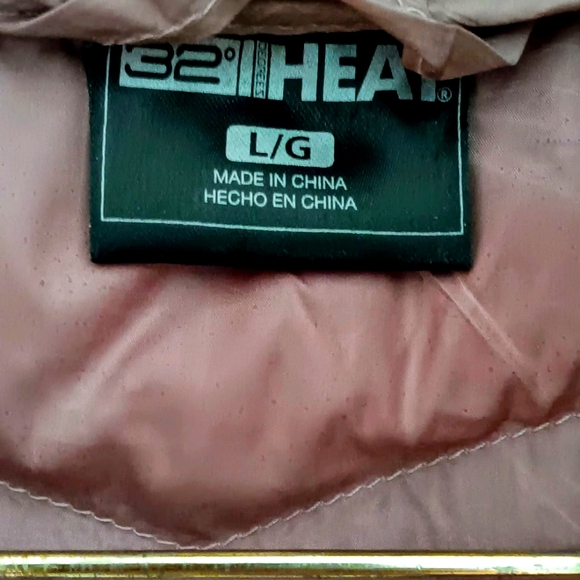 32° DEGREES HEAT®
L/G
MADE IN CHINA
HECHO EN CHINA